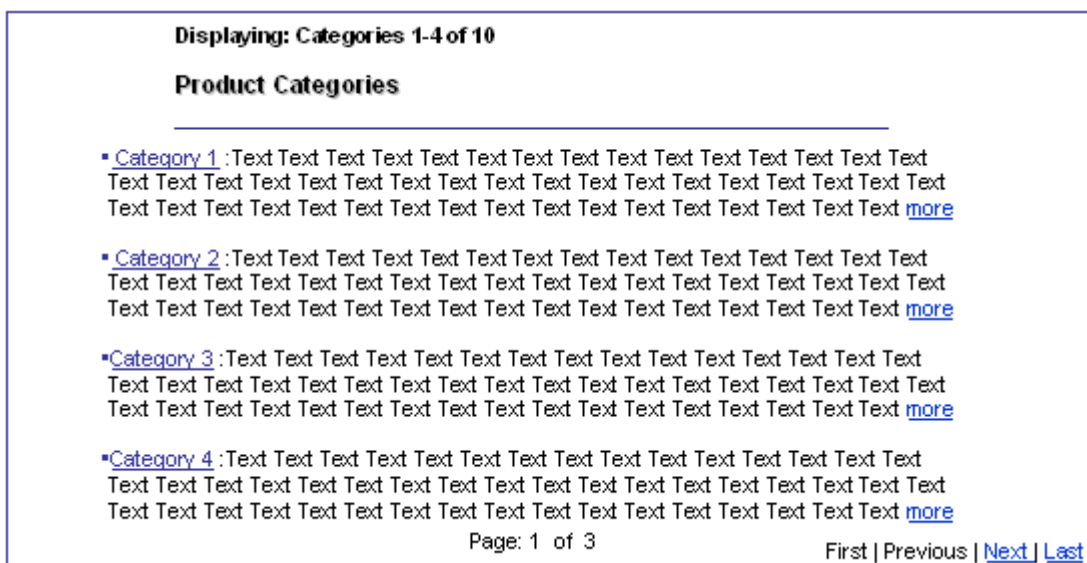 Displaying: Categories 1-4 of 10
Product Categories
▪ Category 1 :Text Text Text Text Text Text Text Text Text Text Text Text Text Text Text
Text Text Text Text Text Text Text Text Text Text Text Text Text Text Text Text Text Text
Text Text Text Text Text Text Text Text Text Text Text Text Text Text Text Text Text more
▪ Category 2 :Text Text Text Text Text Text Text Text Text Text Text Text Text Text Text
Text Text Text Text Text Text Text Text Text Text Text Text Text Text Text Text Text Text
Text Text Text Text Text Text Text Text Text Text Text Text Text Text Text Text Text more
▪Category 3 :Text Text Text Text Text Text Text Text Text Text Text Text Text Text Text
Text Text Text Text Text Text Text Text Text Text Text Text Text Text Text Text Text Text
Text Text Text Text Text Text Text Text Text Text Text Text Text Text Text Text Text more
▪Category 4 :Text Text Text Text Text Text Text Text Text Text Text Text Text Text Text
Text Text Text Text Text Text Text Text Text Text Text Text Text Text Text Text Text Text
Text Text Text Text Text Text Text Text Text Text Text Text Text Text Text Text Text more
Page: 1 of 3
First | Previous | Next | Last